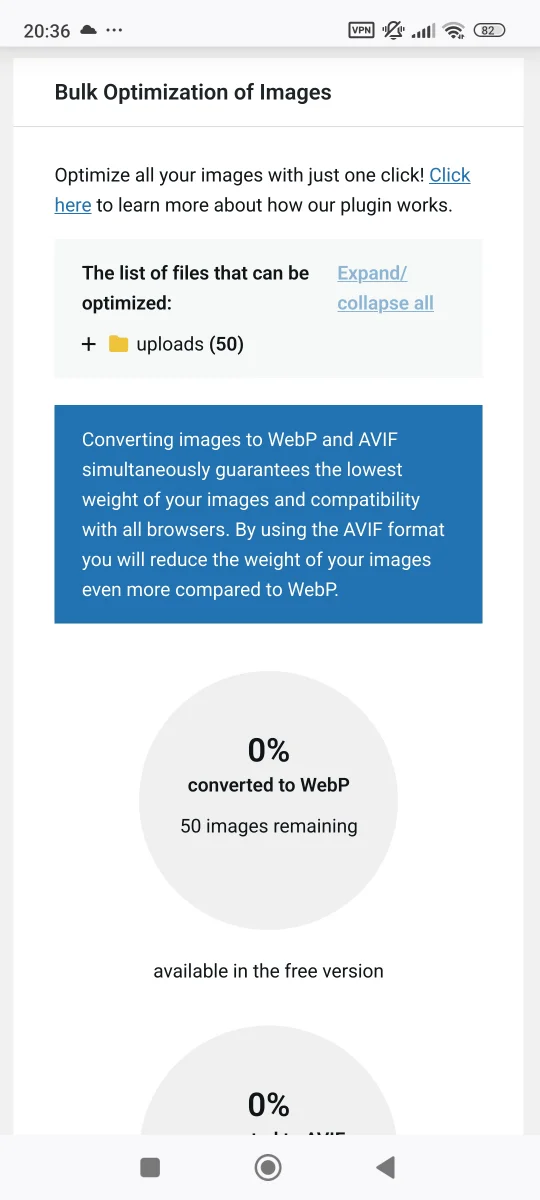 20:36
VPN
82
Bulk Optimization of Images
Optimize all your images with just one click! Click
here to learn more about how our plugin works.
The list of files that can be
optimized:
Expand/
collapse all
+ uploads (50)
Converting images to WebP and AVIF
simultaneously guarantees the lowest
weight of your images and compatibility
with all browsers. By using the AVIF format
you will reduce the weight of your images
even more compared to WebP.
0%
converted to WebP
50 images remaining
available in the free version
0%